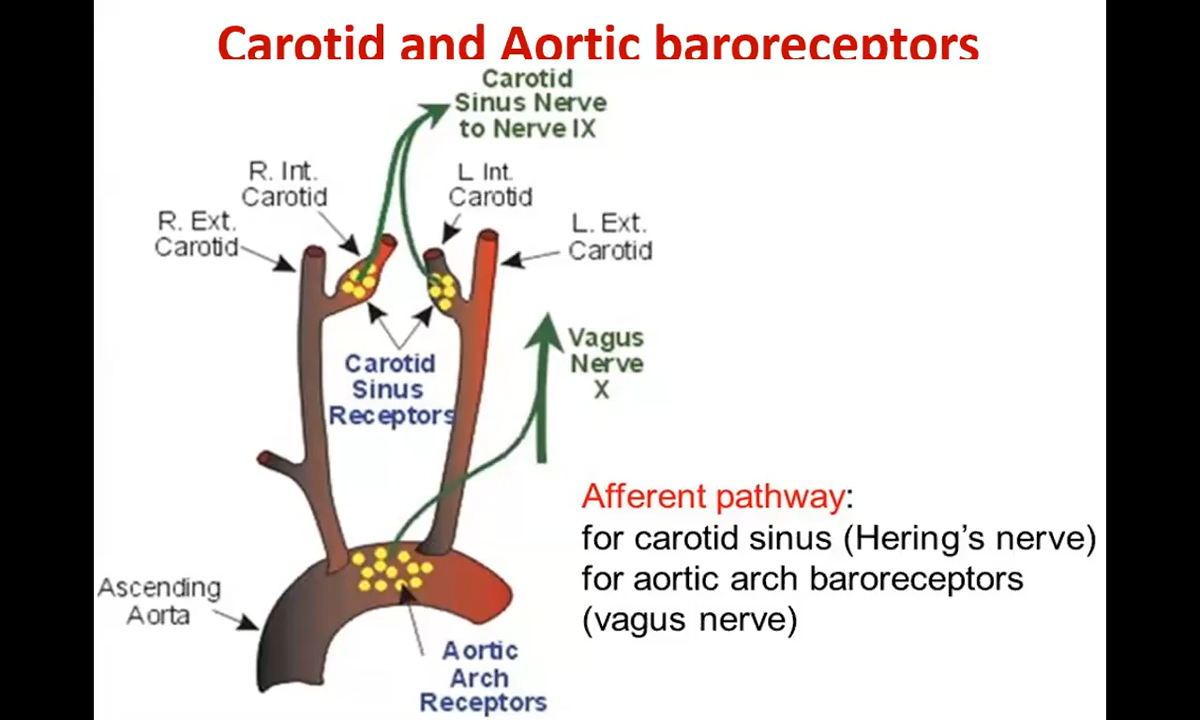 Carotid and Aortic baroreceptors
Carotid
Sinus Nerve
to Nerve IX
R. Int.
Carotid
L Int.
Carotid
R. Ext.
Carotid
L. Ext.
Carotid
Carotid
Sinus
Receptors
Vagus
Nerve
X
Afferent pathway:
for carotid sinus (Hering's nerve)
for aortic arch baroreceptors
(vagus nerve)
Ascending
Aorta
Aortic
Arch
Receptors